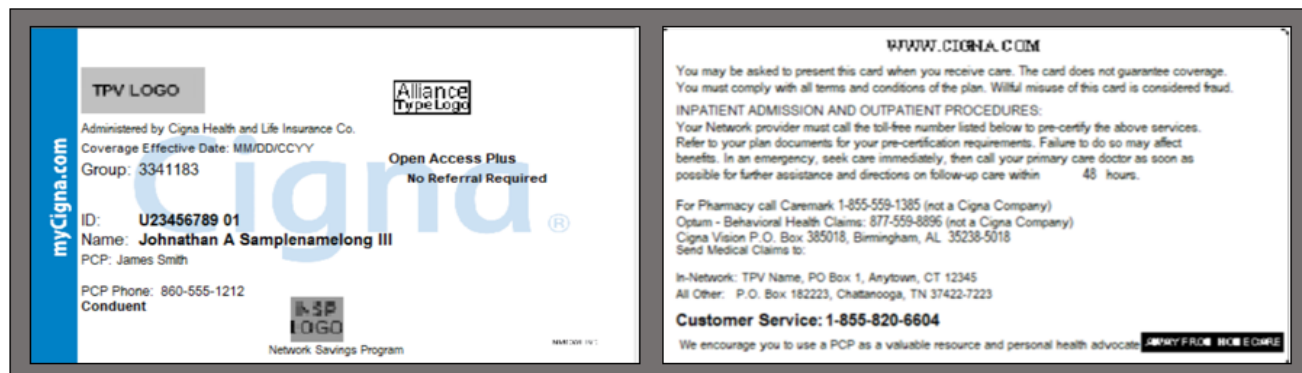 myCigna.com
TPV LOGO
Alliance
TypeLogo
Administered by Cigna Health and Life Insurance Co.
Coverage Effective Date: MM/DD/CCYY
Group: 3341183
Open Access Plus
No Referral Required
Cigna®
ID: U23456789 01
Name: Johnathan A Samplenamelong III
PCP: James Smith
PCP Phone: 860-555-1212
Conduent
LOGO
Network Savings Program
WWW.CIGNA.COM
You may be asked to present this card when you receive care. The card does not guarantee coverage.
You must comply with all terms and conditions of the plan. Willful misuse of this card is considered fraud.
INPATIENT ADMISSION AND OUTPATIENT PROCEDURES:
Your Network provider must call the toll-free number listed below to pre-certify the above services.
Refer to your plan documents for your pre-certification requirements. Failure to do so may affect
benefits. In an emergency, seek care immediately, then call your primary care doctor as soon as
possible for further assistance and directions on follow-up care within 48 hours.
For Pharmacy call Caremark 1-855-559-1385 (not a Cigna Company)
Optum - Behavioral Health Claims: 877-559-8896 (not a Cigna Company)
Cigna Vision P.O. Box 385018, Birmingham, AL 35238-5018
Send Medical Claims to:
In-Network: TPV Name, PO Box 1, Anytown, CT 12345
All Other: P.O. Box 182223, Chattanooga, TN 37422-7223
Customer Service: 1-855-820-6604
We encourage you to use a PCP as a valuable resource and personal health advocate
AWAY FROM HOME CARE